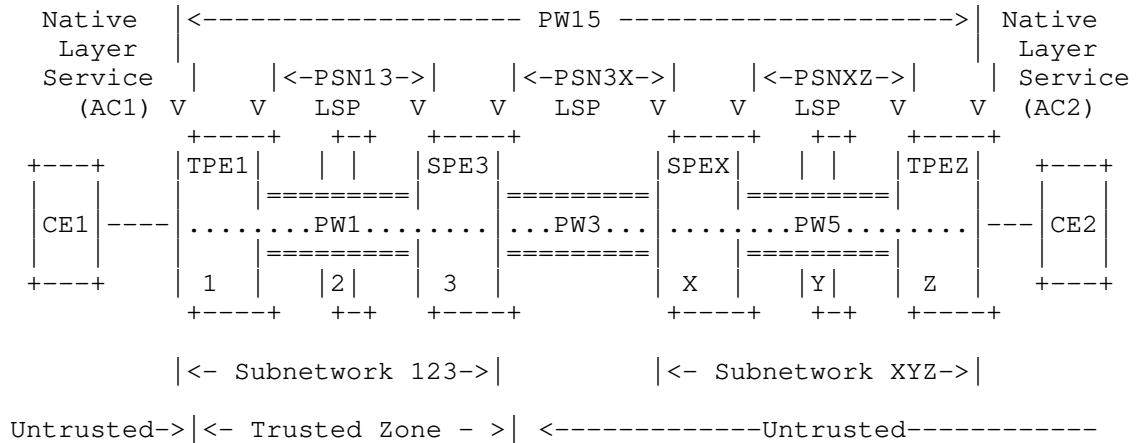 Native  |<-------------------- PW15 --------------------->| Native
Layer   |                                                 |  Layer
Service  |    |<-PSN13->|    |<-PSN3X->|    |<-PSNXZ->|    | Service
(AC1) V    V   LSP   V    V   LSP   V    V   LSP   V    V  (AC2)
+----+   +-+   +----+         +----+   +-+   +----+
+---+    |TPE1|   | |   |SPE3|         |SPEX|   | |   |TPEZ|    +---+
|   |    |    |=========|    |=========|    |=========|    |    |   |
|CE1|----|........PW1........|...PW3...|........PW5........|---|CE2|
|   |    |    |=========|    |=========|    |=========|    |    |   |
+---+    | 1  |   |2|   | 3  |         | X  |   |Y|   | Z  |    +---+
+----+   +-+   +----+         +----+   +-+   +----+
|<- Subnetwork 123->|         |<- Subnetwork XYZ->|
Untrusted->|<- Trusted Zone - >| <-------------Untrusted------------